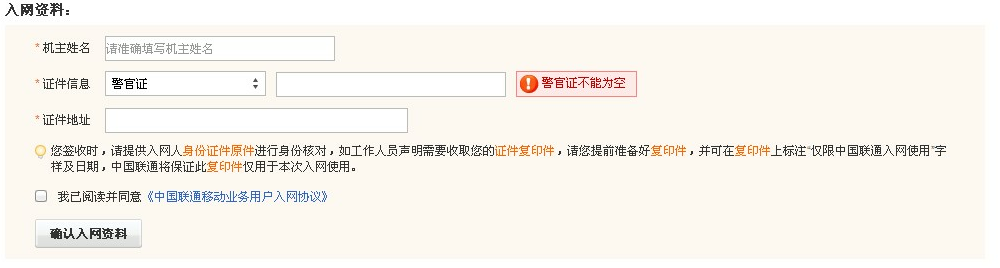 入网资料：
* 机主姓名 请准确填写机主姓名
* 证件信息 警官证 警官证不能为空
* 证件地址
您签收时，请提供入网人身份证件原件进行身份核对，如工作人员声明需要收取您的证件复印件，请您提前准备好复印件，并可在复印件上标注“仅限中国联通入网使用”字
样及日期，中国联通将保证此复印件仅用于本次入网使用。
我已阅读并同意《中国联通移动业务用户入网协议》
确认入网资料